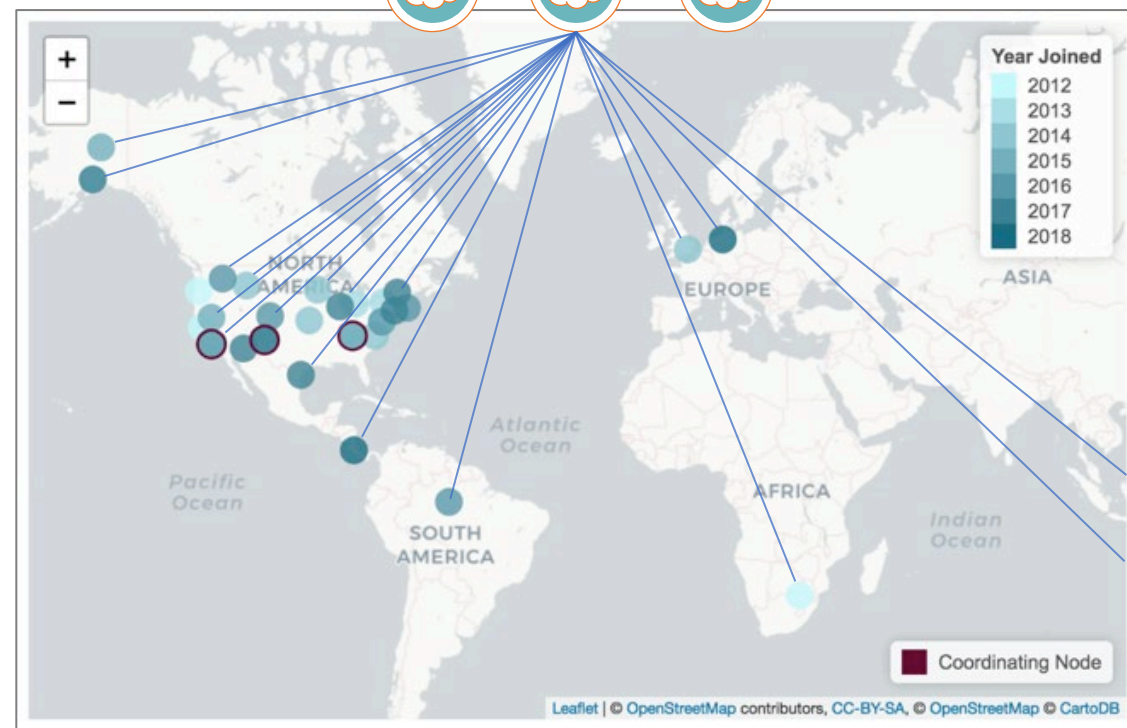 +
−
Year Joined
2012
2013
2014
2015
2016
2017
2018
NORTH
AMERICA
EUROPE
ASIA
Atlantic
Ocean
Pacific
Ocean
AFRICA
Indian
Ocean
SOUTH
AMERICA
Coordinating Node
Leaflet | © OpenStreetMap contributors, CC-BY-SA, © OpenStreetMap © CartoDB